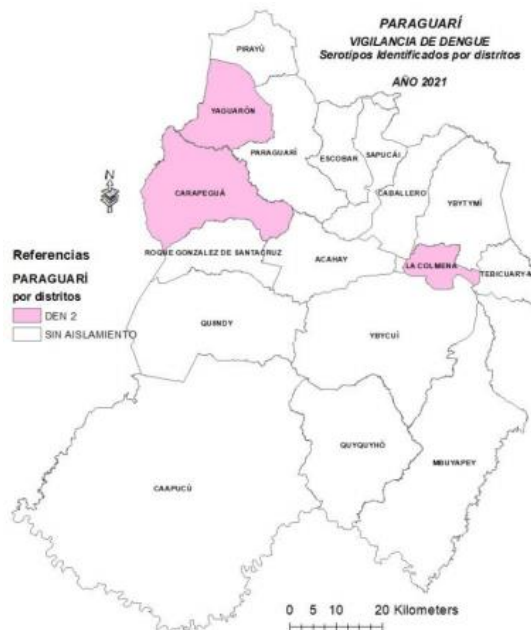 PARAGUARÍ
VIGILANCIA DE DENGUE
Serotipos Identificados por distritos
AÑO 2021
PIRAYÚ
YAGUARÓN
PARAGUARÍ
ESCOBAR
SAPUCÁI
CABALLERO
YBYTYMÍ
CARAPEGUÁ
N
ROQUE GONZALEZ DE SANTACRUZ
ACAHAY
LA COLMENA
TEBICUARY-M
Referencias
PARAGUARÍ
por distritos
DEN 2
SIN AISLAMIENTO
QUIINDY
YBYCUÍ
QUYQUYHÓ
MBUYAPEY
CAAPUCÚ
0 5 10 20 Kilometers